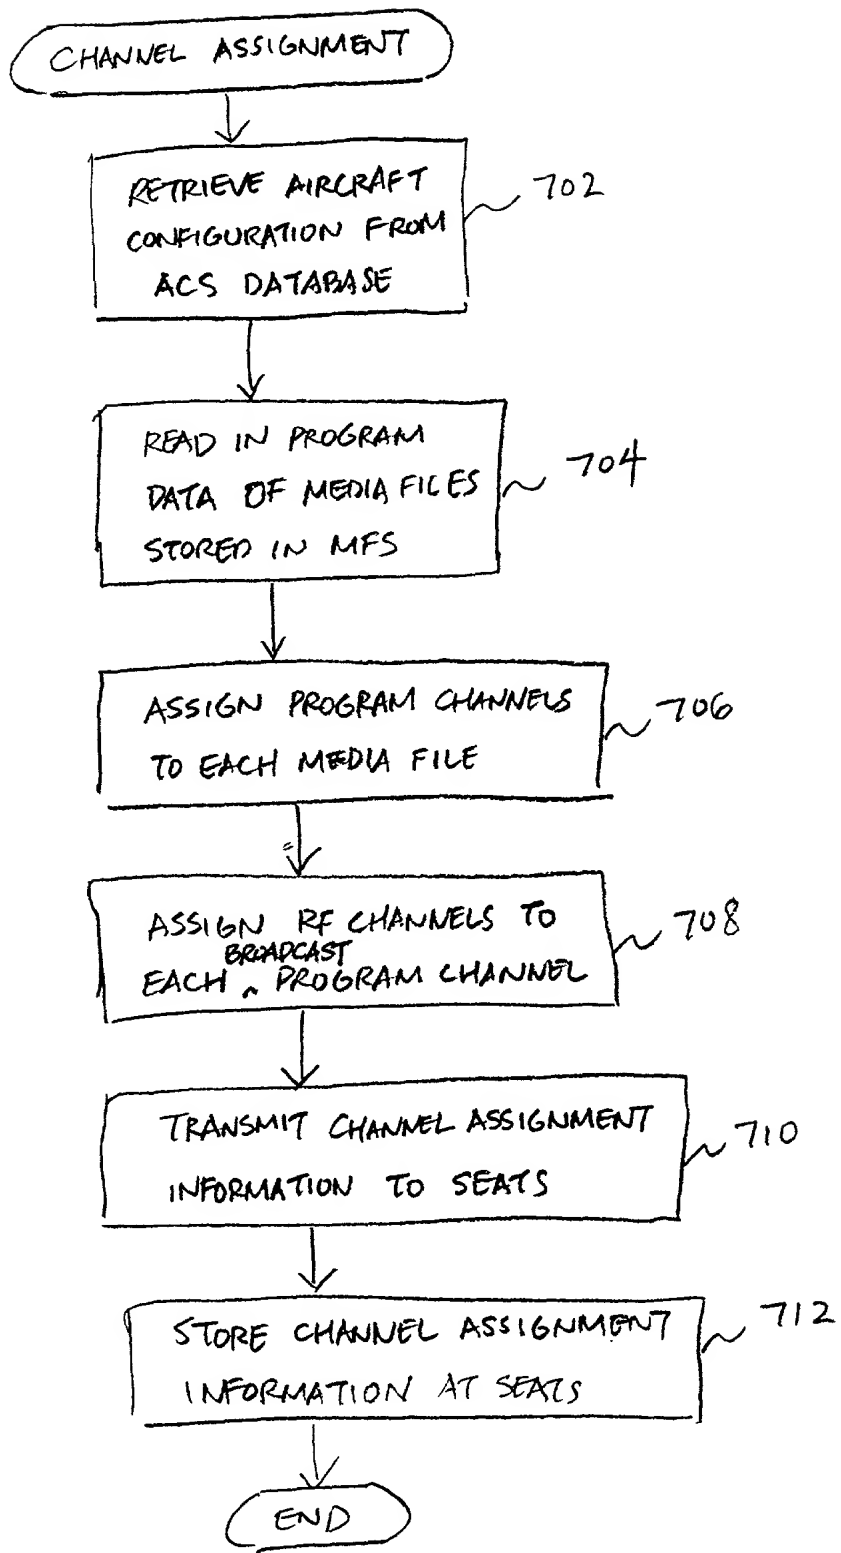 CHANNEL ASSIGNMENT
RETRIEVE AIRCRAFT
702
CONFIGURATION FROM
ACS DATABASE
READ IN PROGRAM
704
DATA OF MEDIA FILES
STORED IN MFS
ASSIGN PROGRAM CHANNELS
706
TO EACH MEDIA FILE
ASSIGN RF CHANNELS TO
708
BROADCAST
EACH ^ PROGRAM CHANNEL
TRANSMIT CHANNEL ASSIGNMENT
710
INFORMATION TO SEATS
STORE CHANNEL ASSIGNMENT
712
INFORMATION AT SEATS
END